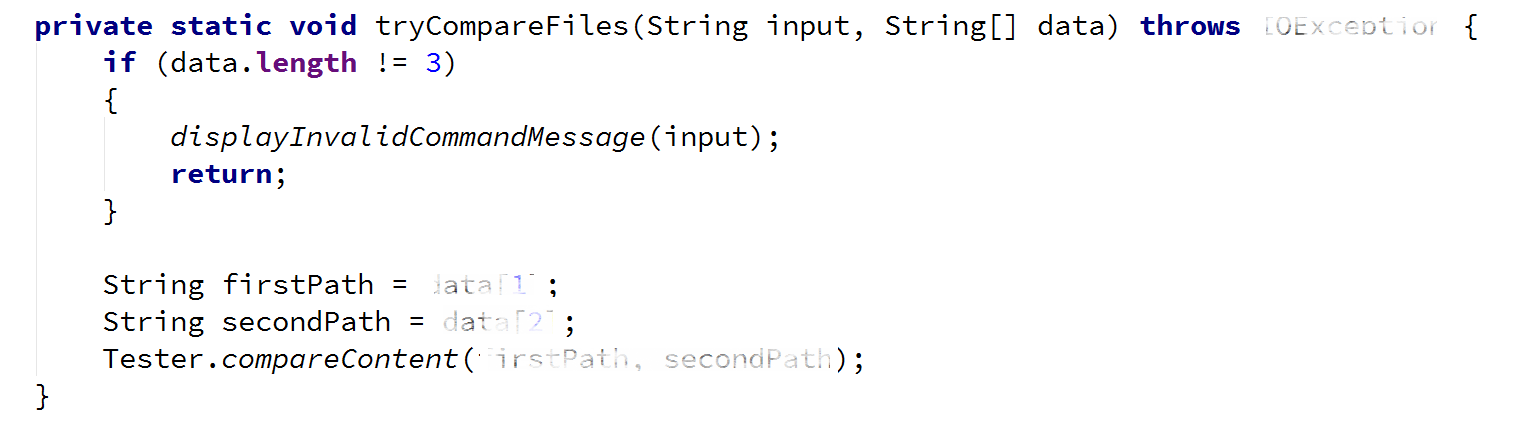 private static void tryCompareFiles(String input, String[] data) throws IOException {
if (data.length != 3)
{
displayInvalidCommandMessage(input);
return;
}
String firstPath = data[1];
String secondPath = data[2];
Tester.compareContent(firstPath, secondPath);
}